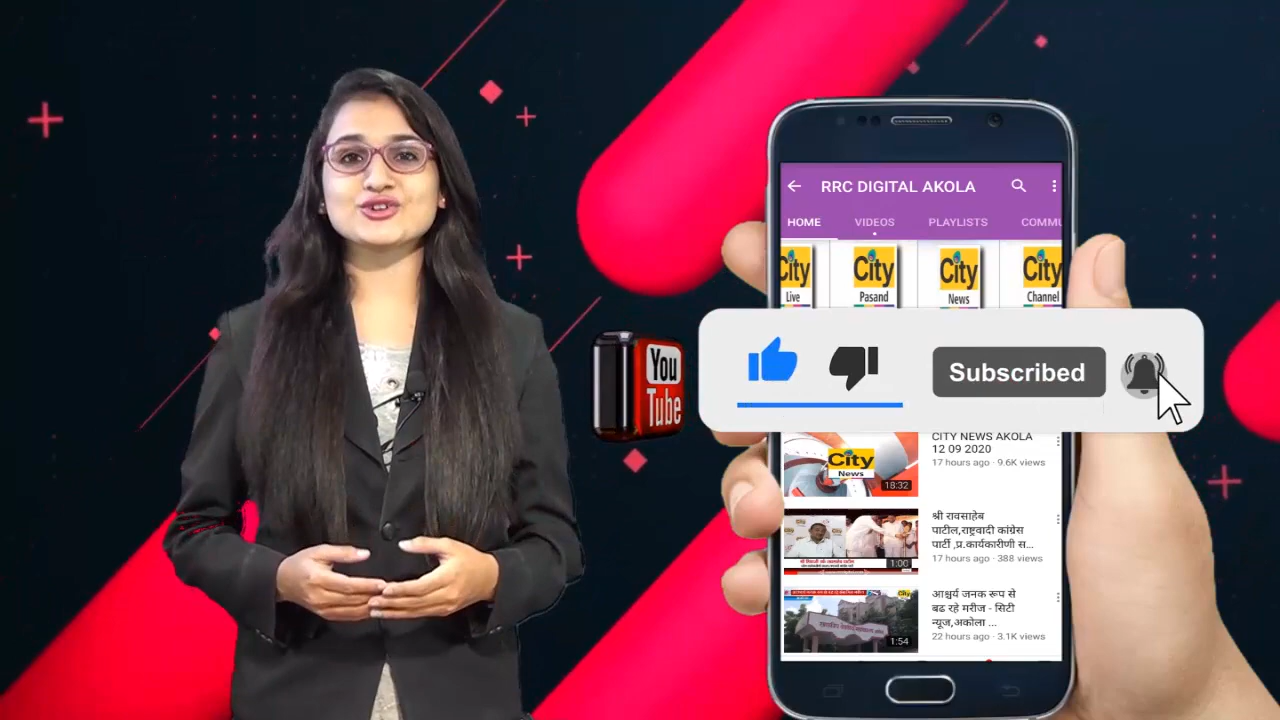 RRC DIGITAL AKOLA
HOME VIDEOS PLAYLISTS COMMU
City Live
City Pasand
City News
City Channel
You Tube
Subscribed
CITY NEWS AKOLA
12 09 2020
17 hours ago · 9.6K views
City
News
18:32
श्री रावसाहेब
पाटील,राष्ट्रवादी कांग्रेस
पार्टी ,प्र.कार्यकारीणी स...
17 hours ago · 388 views
1:00
आश्चर्य जनक रूप से
बढ रहे मरीज - सिटी
न्यूज,अकोला ...
22 hours ago · 3.1K views
City
1:54